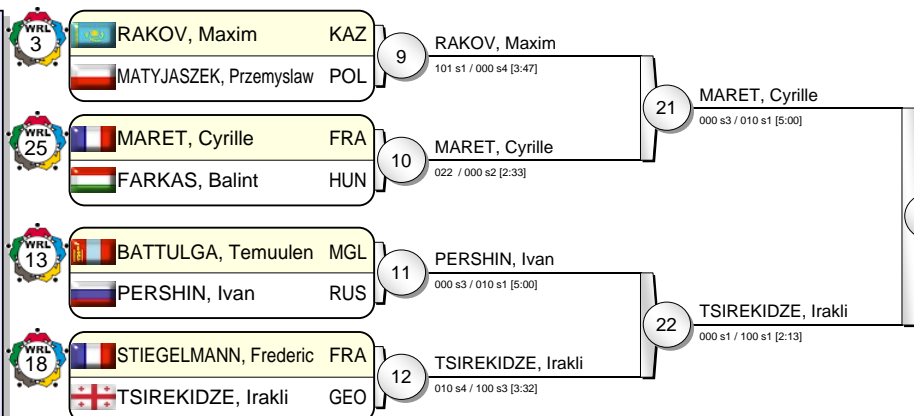 WRL
3
RAKOV, Maxim KAZ
MATYJASZEK, Przemyslaw POL
9
RAKOV, Maxim
101 s1 / 000 s4 [3:47]
21
MARET, Cyrille
000 s3 / 010 s1 [5:00]
WRL
25
MARET, Cyrille FRA
FARKAS, Balint HUN
10
MARET, Cyrille
022 / 000 s2 [2:33]
WRL
13
BATTULGA, Temuulen MGL
PERSHIN, Ivan RUS
11
PERSHIN, Ivan
000 s3 / 010 s1 [5:00]
22
TSIREKIDZE, Irakli
000 s1 / 100 s1 [2:13]
WRL
18
STIEGELMANN, Frederic FRA
TSIREKIDZE, Irakli GEO
12
TSIREKIDZE, Irakli
010 s4 / 100 s3 [3:32]